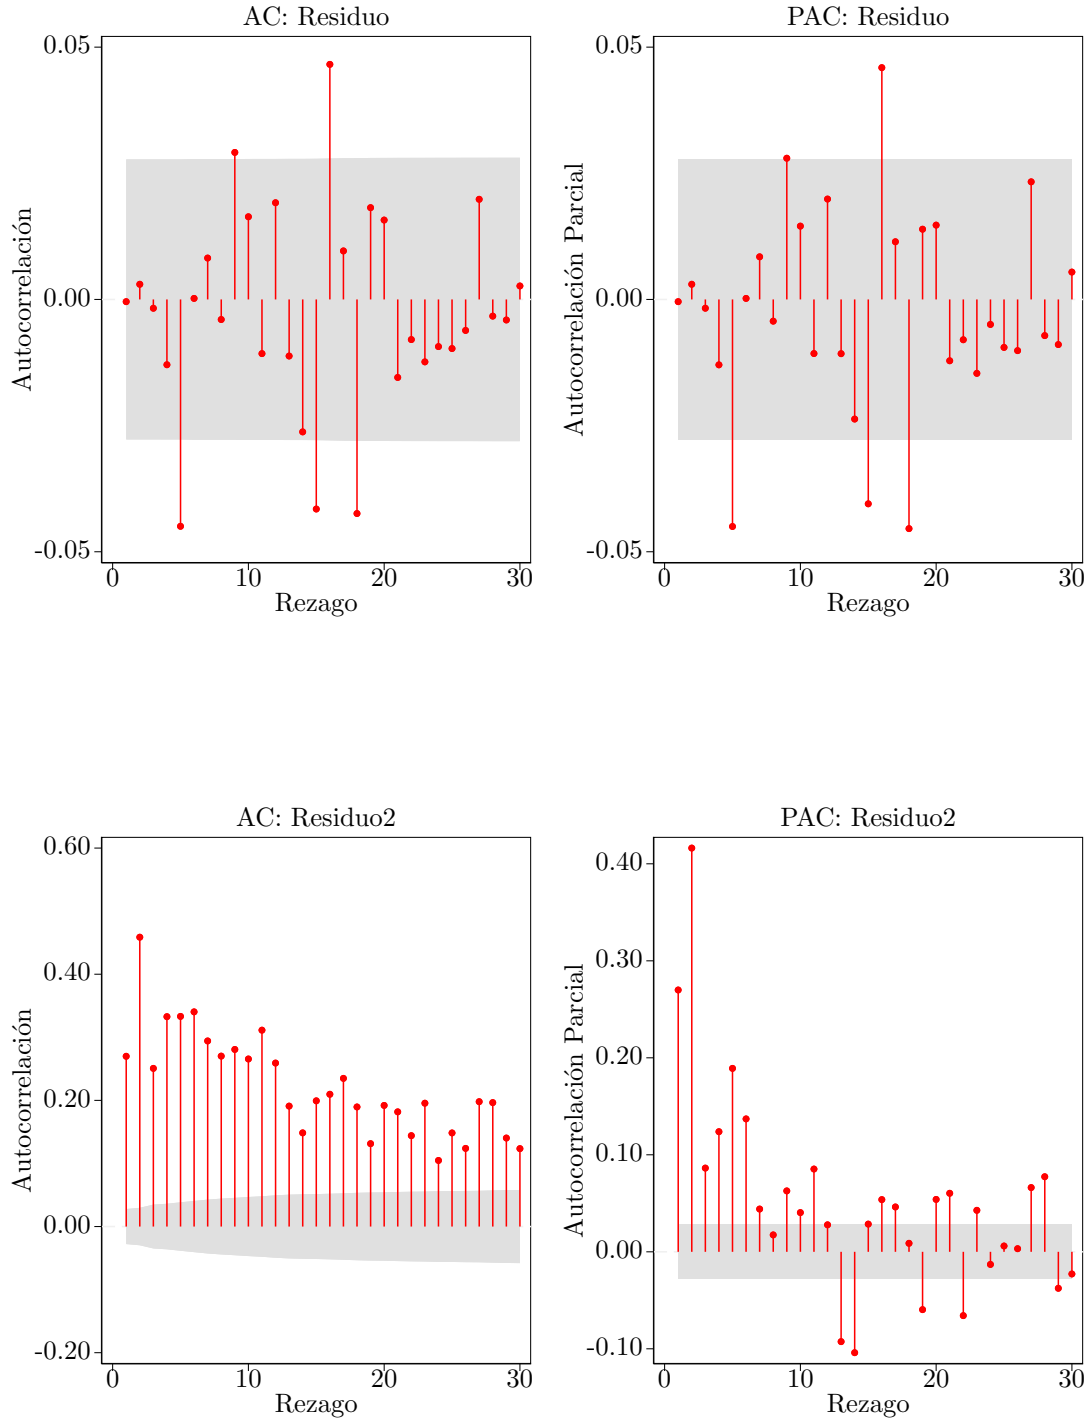 AC: Residuo
Autocorrelación
0.05
0.00
-0.05
0
10
20
30
Rezago
PAC: Residuo
Autocorrelación Parcial
0.05
0.00
-0.05
0
10
20
30
Rezago
AC: Residuo2
Autocorrelación
0.60
0.40
0.20
0.00
-0.20
0
10
20
30
Rezago
PAC: Residuo2
Autocorrelación Parcial
0.40
0.30
0.20
0.10
0.00
-0.10
0
10
20
30
Rezago